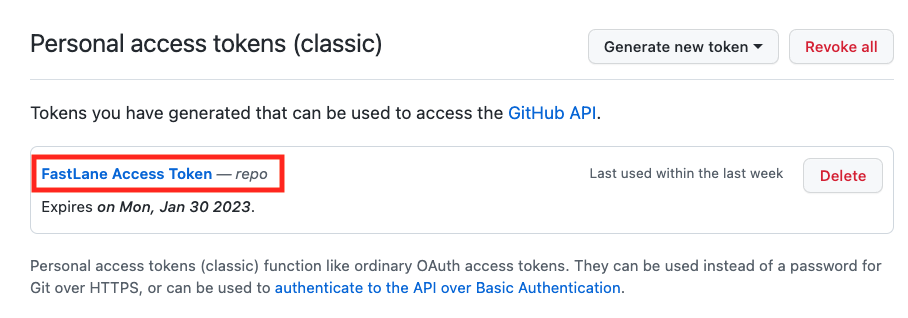 Personal access tokens (classic)
Generate new token
Revoke all
Tokens you have generated that can be used to access the GitHub API.
FastLane Access Token — repo
Last used within the last week
Delete
Expires on Mon, Jan 30 2023.
Personal access tokens (classic) function like ordinary OAuth access tokens. They can be used instead of a password for
Git over HTTPS, or can be used to authenticate to the API over Basic Authentication.